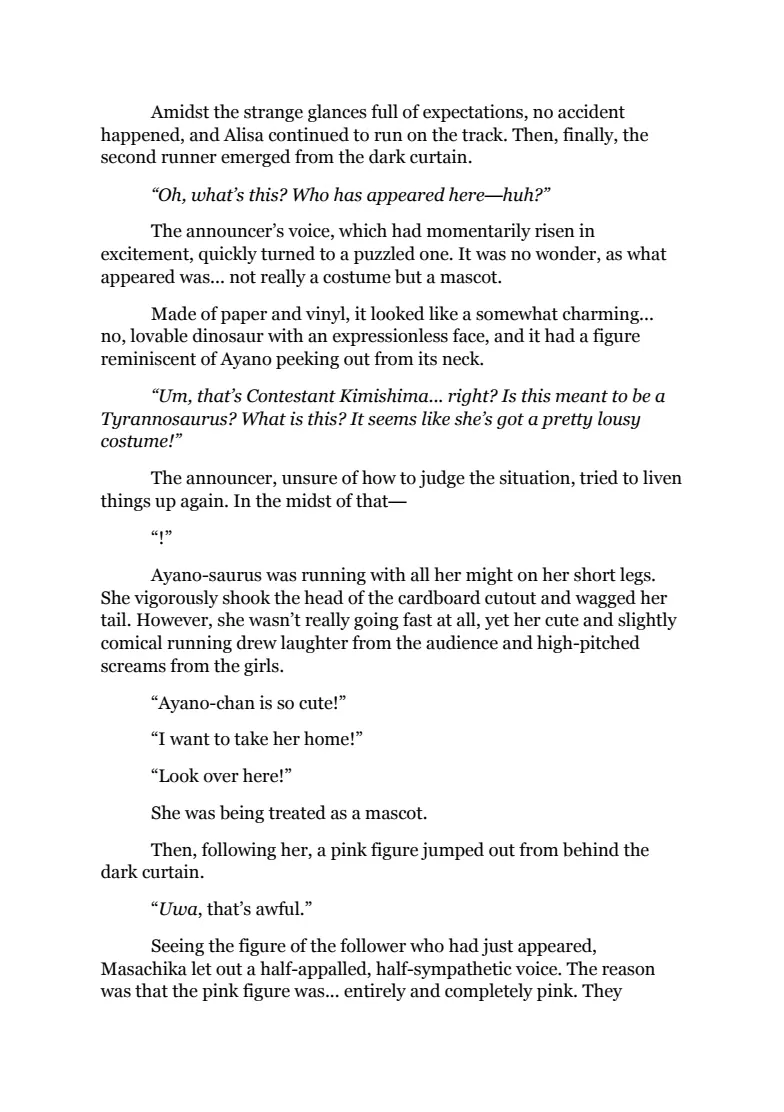 Amidst the strange glances full of expectations, no accident
happened, and Alisa continued to run on the track. Then, finally, the
second runner emerged from the dark curtain.
“Oh, what’s this? Who has appeared here—huh?”
The announcer’s voice, which had momentarily risen in
excitement, quickly turned to a puzzled one. It was no wonder, as what
appeared was... not really a costume but a mascot.
Made of paper and vinyl, it looked like a somewhat charming...
no, lovable dinosaur with an expressionless face, and it had a figure
reminiscent of Ayano peeking out from its neck.
“Um, that’s Contestant Kimishima... right? Is this meant to be a
Tyrannosaurus? What is this? It seems like she’s got a pretty lousy
costume!”
The announcer, unsure of how to judge the situation, tried to liven
things up again. In the midst of that—
“!”
Ayano-saurus was running with all her might on her short legs.
She vigorously shook the head of the cardboard cutout and wagged her
tail. However, she wasn’t really going fast at all, yet her cute and slightly
comical running drew laughter from the audience and high-pitched
screams from the girls.
“Ayano-chan is so cute!”
“I want to take her home!”
“Look over here!”
She was being treated as a mascot.
Then, following her, a pink figure jumped out from behind the
dark curtain.
“Uwa, that’s awful.”
Seeing the figure of the follower who had just appeared,
Masachika let out a half-appalled, half-sympathetic voice. The reason
was that the pink figure was... entirely and completely pink. They